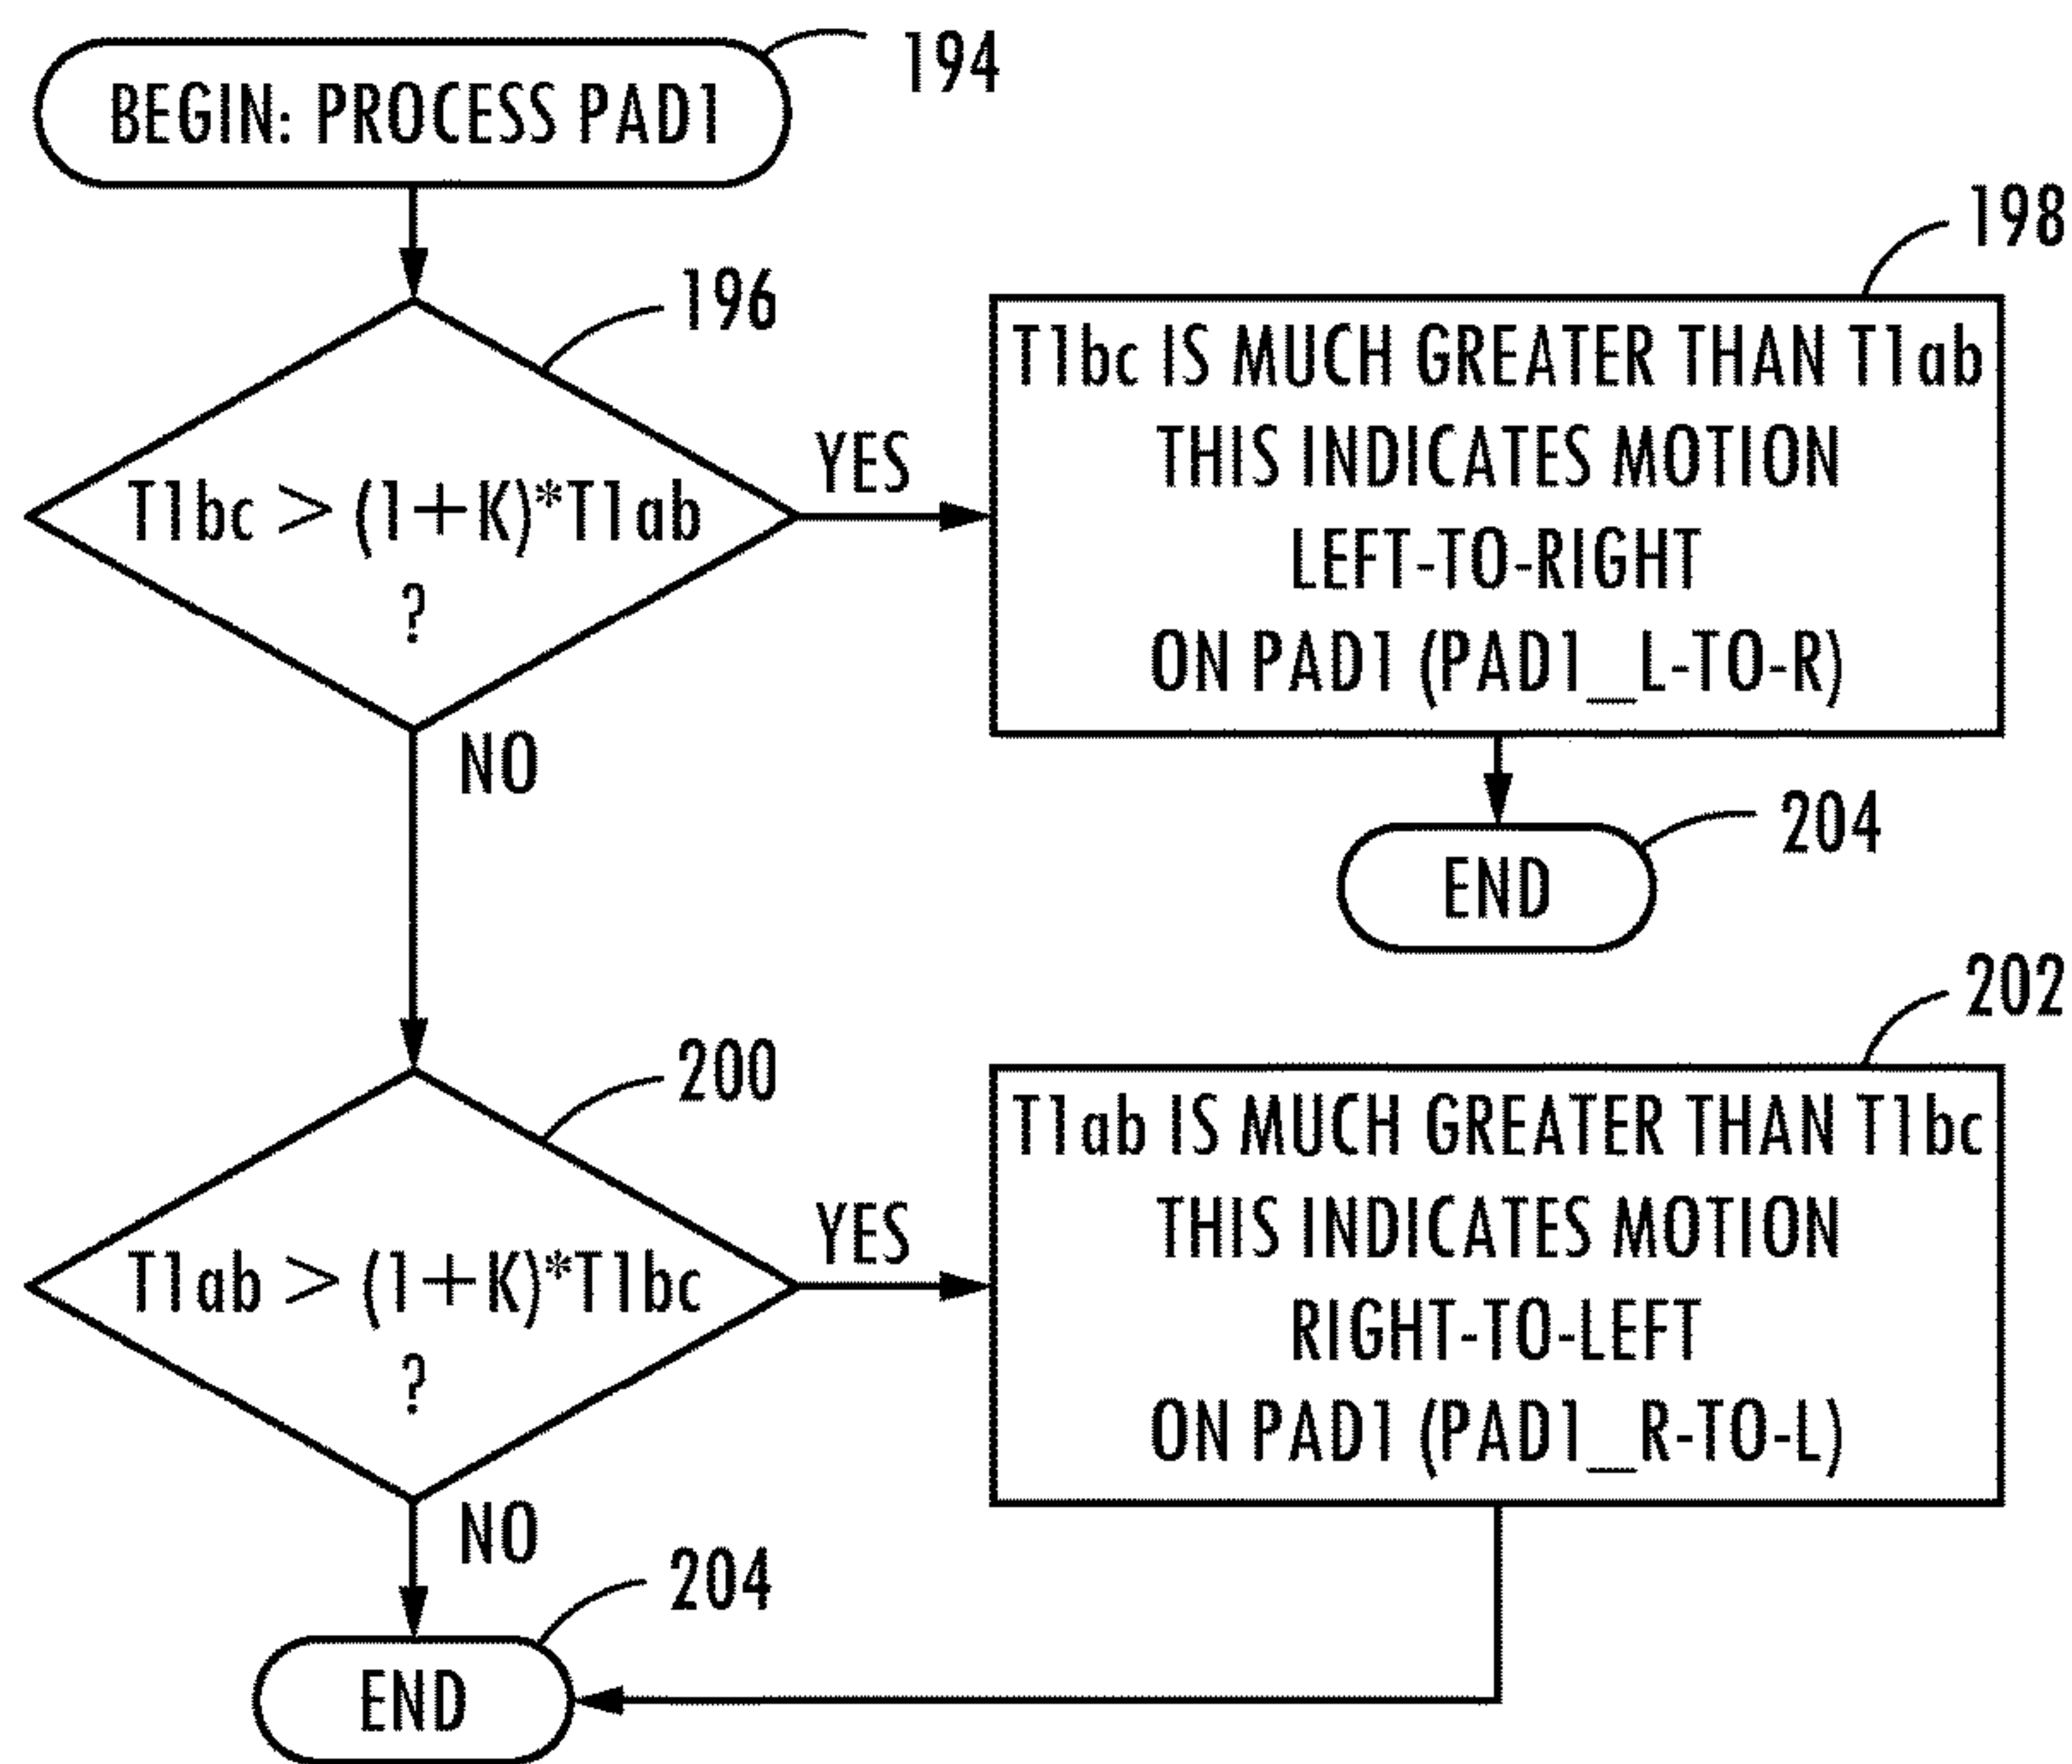 BEGIN: PROCESS PAD1
194
196
T1bc > (1+K)*T1ab
?
YES
NO
198
T1bc IS MUCH GREATER THAN T1ab
THIS INDICATES MOTION
LEFT-TO-RIGHT
ON PAD1 (PAD1_L-TO-R)
204
END
200
T1ab > (1+K)*T1bc
?
YES
NO
202
T1ab IS MUCH GREATER THAN T1bc
THIS INDICATES MOTION
RIGHT-TO-LEFT
ON PAD1 (PAD1_R-TO-L)
204
END